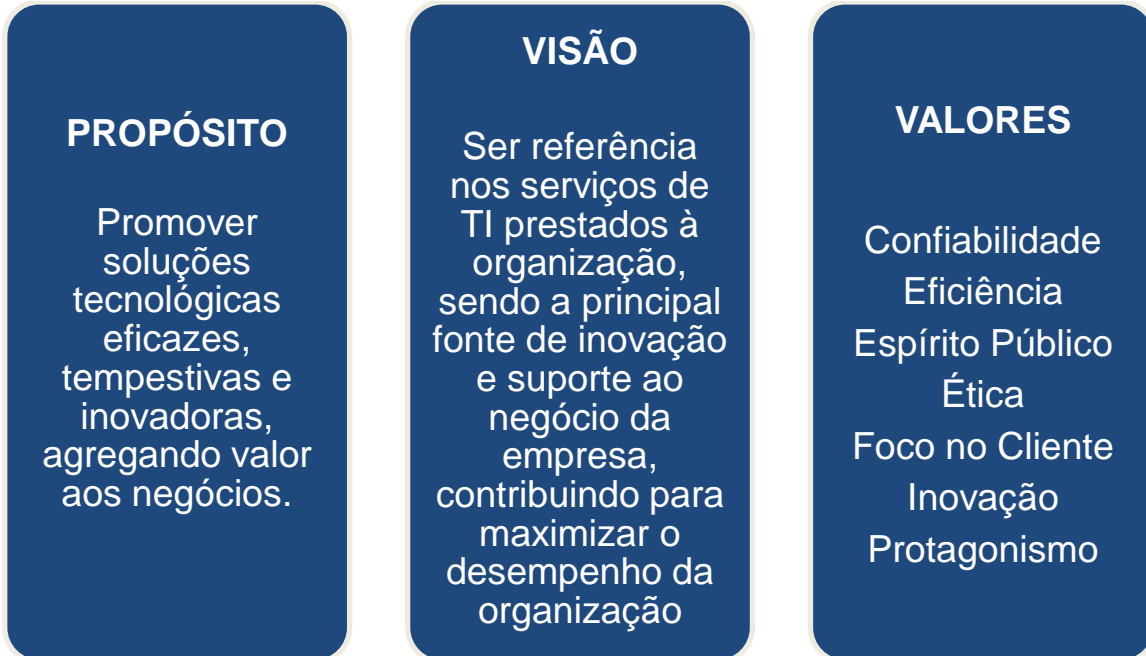 PROPÓSITO
Promover
soluções
tecnológicas
eficazes,
tempestivas e
inovadoras,
agregando valor
aos negócios.
VISÃO
Ser referência
nos serviços de
TI prestados à
organização,
sendo a principal
fonte de inovação
e suporte ao
negócio da
empresa,
contribuindo para
maximizar o
desempenho da
organização
VALORES
Confiabilidade
Eficiência
Espírito Público
Ética
Foco no Cliente
Inovação
Protagonismo